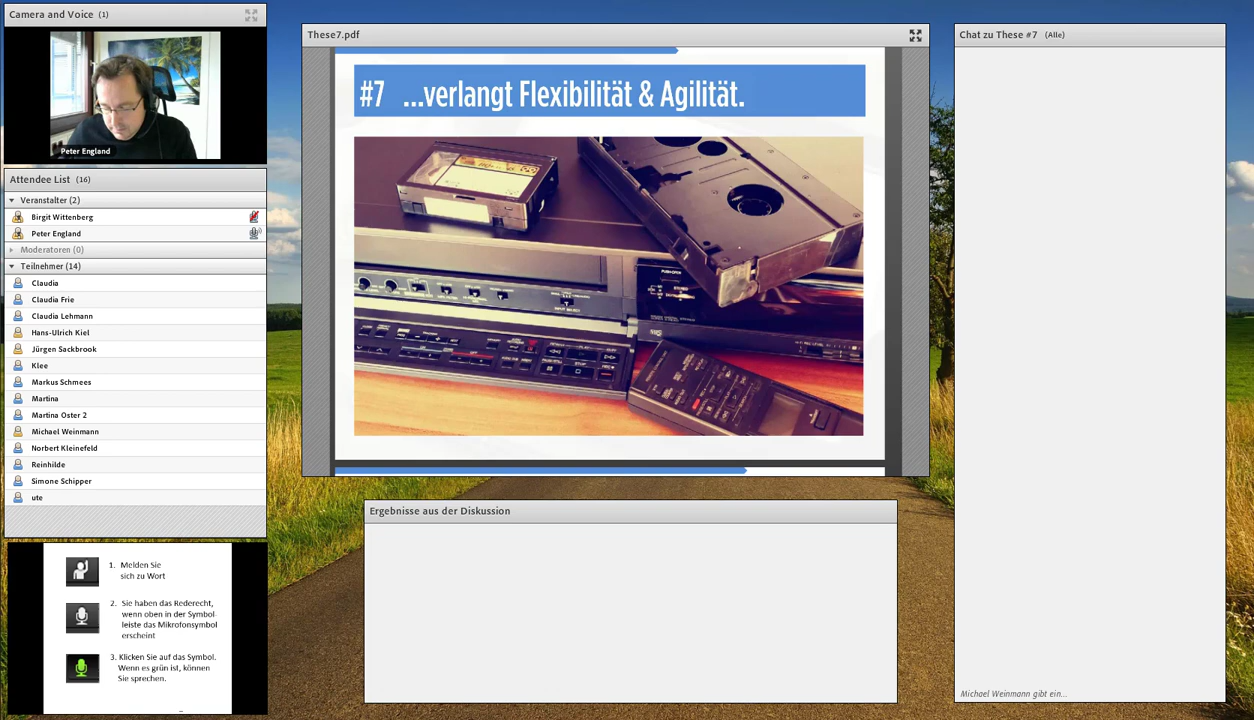 Camera and Voice (1)
Peter England
Attendee List (16)
Veranstalter (2)
Birgit Wittenberg
Peter England
Moderatoren (0)
Teilnehmer (14)
Claudia
Claudia Frie
Claudia Lehmann
Hans-Ulrich Kiel
Jürgen Sackbrook
Klee
Markus Schmees
Martina
Martina Oster 2
Michael Weinmann
Norbert Kleinefeld
Reinhilde
Simone Schipper
ute
1. Melden Sie
sich zu Wort
2. Sie haben das Rederecht,
wenn oben in der Symbol-
leiste das Mikrofonsymbol
erscheint
3. Klicken Sie auf das Symbol.
Wenn es grün ist, können
Sie sprechen.
These7.pdf
#7 ...verlangt Flexibilität & Agilität.
PUSH-OPEN
INPUT SELECT
VHS
Ergebnisse aus der Diskussion
Chat zu These #7 (Alle)
Michael Weinmann gibt ein...